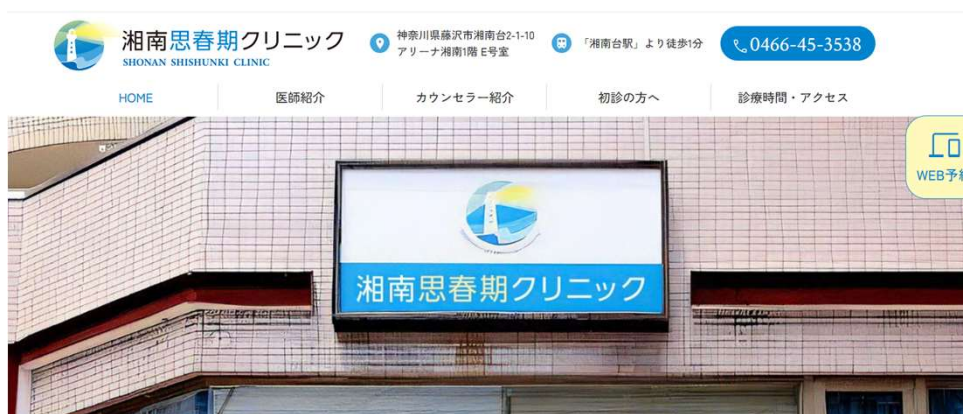 湘南思春期クリニック
SHONAN SHISHUNKI CLINIC
神奈川県藤沢市湘南台2-1-10
アリーナ湘南1階 E号室
「湘南台駅」より徒歩1分
0466-45-3538
HOME
医師紹介
カウンセラー紹介
初診の方へ
診療時間・アクセス
WEB予約
湘南思春期クリニック